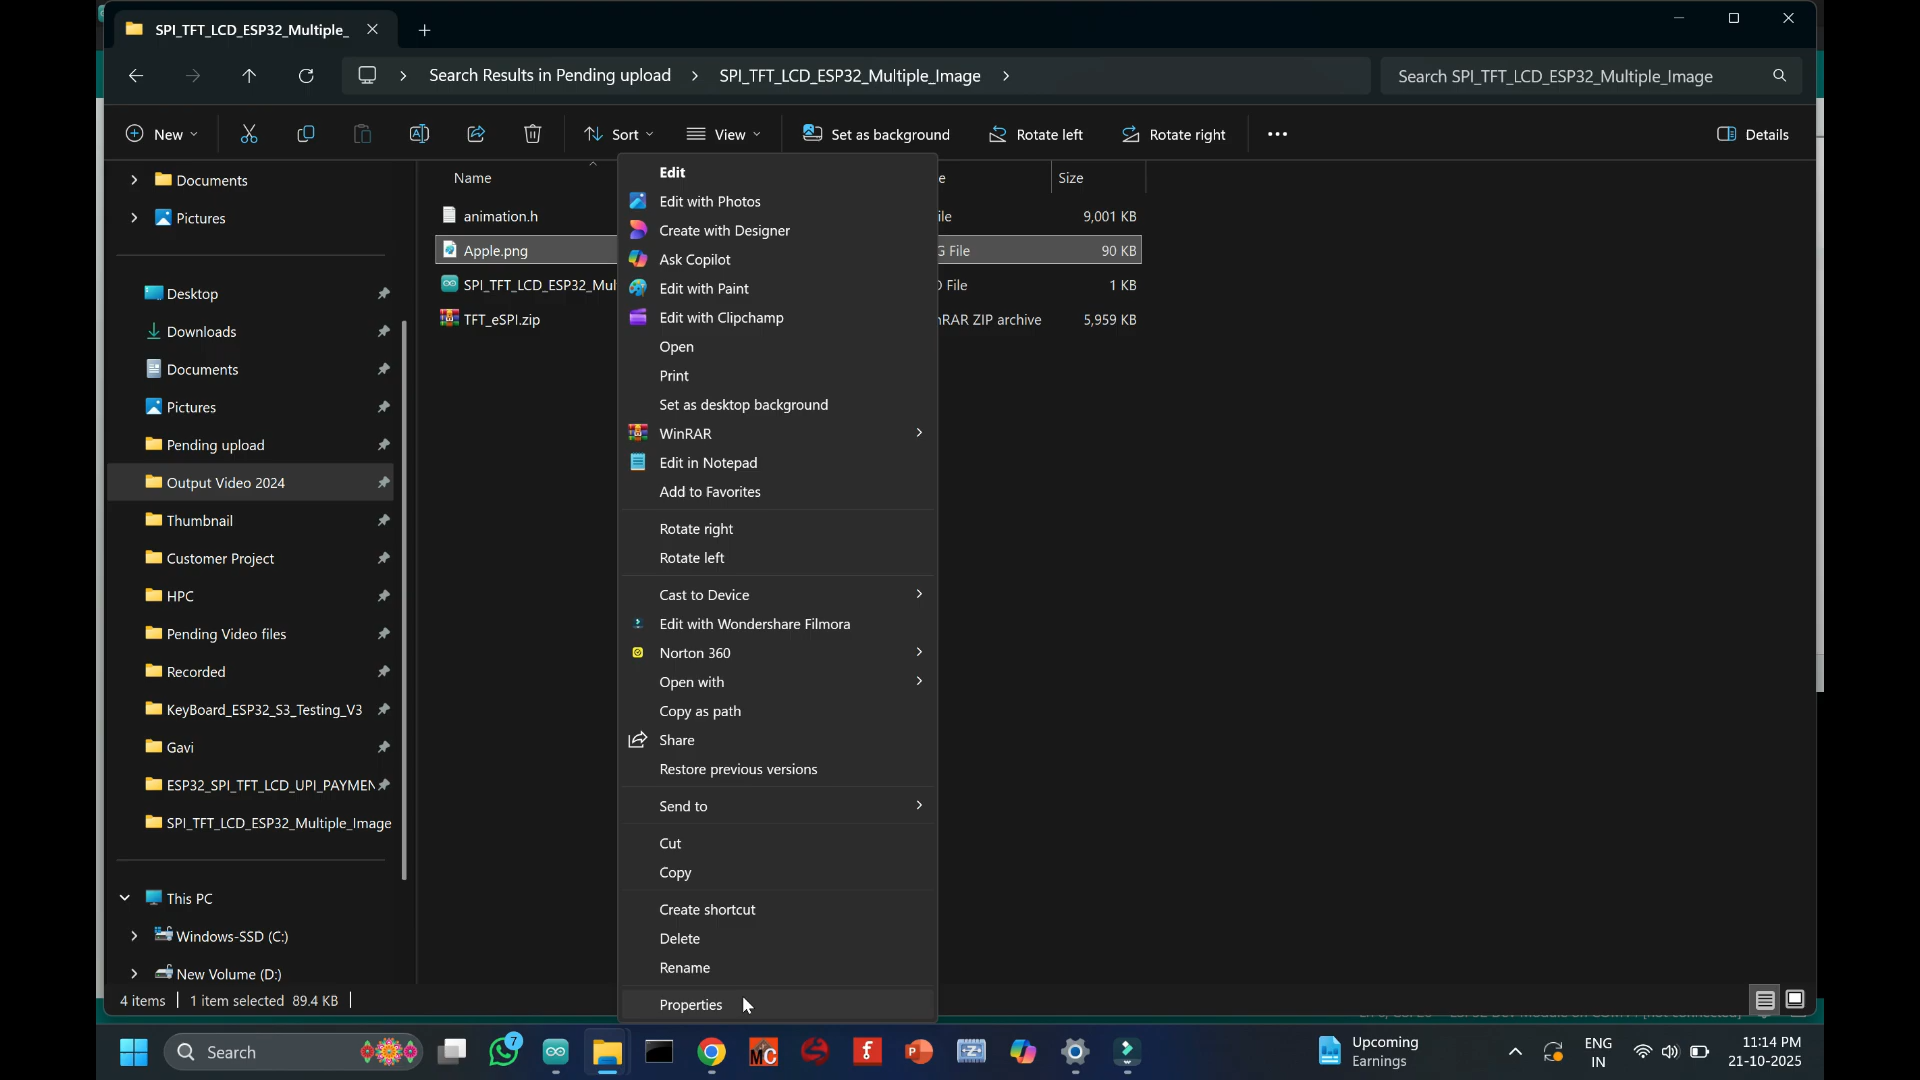 SPI_TFT_LCD_ESP32_Multiple_
Search Results in Pending upload
SPI_TFT_LCD_ESP32_Multiple_Image
Search SPI_TFT_LCD_ESP32_Multiple_Image
New
Sort
View
Set as background
Rotate left
Rotate right
Details
Documents
Pictures
Desktop
Downloads
Documents
Pictures
Pending upload
Output Video 2024
Thumbnail
Customer Project
HPC
Pending Video files
Recorded
KeyBoard_ESP32_S3_Testing_V3
Gavi
ESP32_SPI_TFT_LCD_UPI_PAYMEN
SPI_TFT_LCD_ESP32_Multiple_Image
This PC
Windows-SSD (C:)
New Volume (D:)
Name
e
Size
animation.h
ile
9,001 KB
Apple.png
G File
90 KB
SPI_TFT_LCD_ESP32_Mul
O File
1 KB
TFT_eSPI.zip
nRAR ZIP archive
5,959 KB
Edit
Edit with Photos
Create with Designer
Ask Copilot
Edit with Paint
Edit with Clipchamp
Open
Print
Set as desktop background
WinRAR
Edit in Notepad
Add to Favorites
Rotate right
Rotate left
Cast to Device
Edit with Wondershare Filmora
Norton 360
Open with
Copy as path
Share
Restore previous versions
Send to
Cut
Copy
Create shortcut
Delete
Rename
Properties
4 items
1 item selected 89.4 KB
Search
7
Upcoming
Earnings
ENG
IN
11:14 PM
21-10-2025